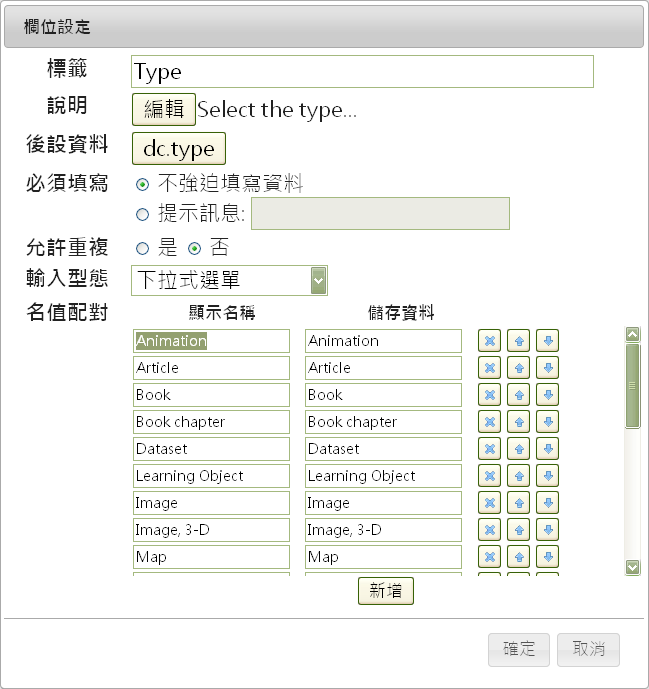 欄位設定
標籤 Type
說明 編輯 Select the type...
後設資料 dc.type
必須填寫 不強迫填寫資料
提示訊息:
允許重複 是 否
輸入型態 下拉式選單
名值配對 顯示名稱 儲存資料
Animation Animation
Article Article
Book Book
Book chapter Book chapter
Dataset Dataset
Learning Object Learning Object
Image Image
Image, 3-D Image, 3-D
Map Map
新增
確定 取消